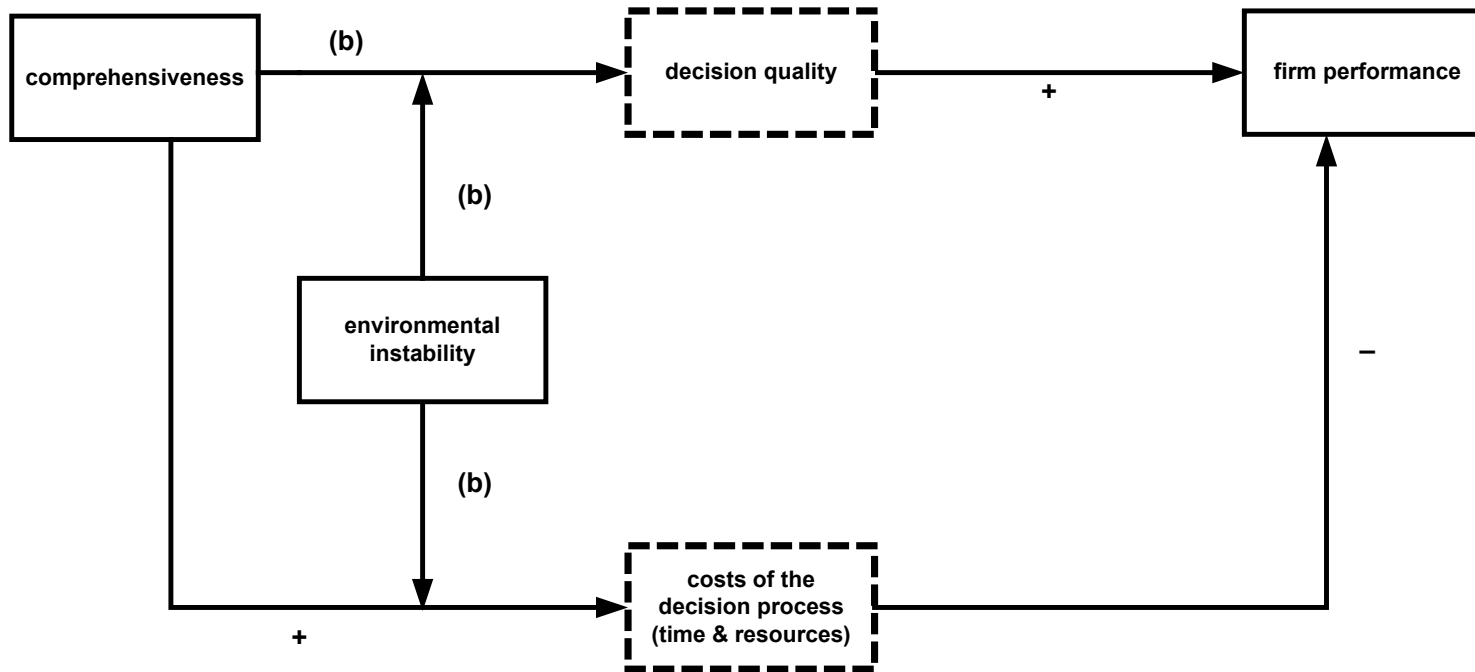 (b)
comprehensiveness
decision quality
firm performance
+
(b)
environmental
instability
–
(b)
costs of the
decision process
(time & resources)
+